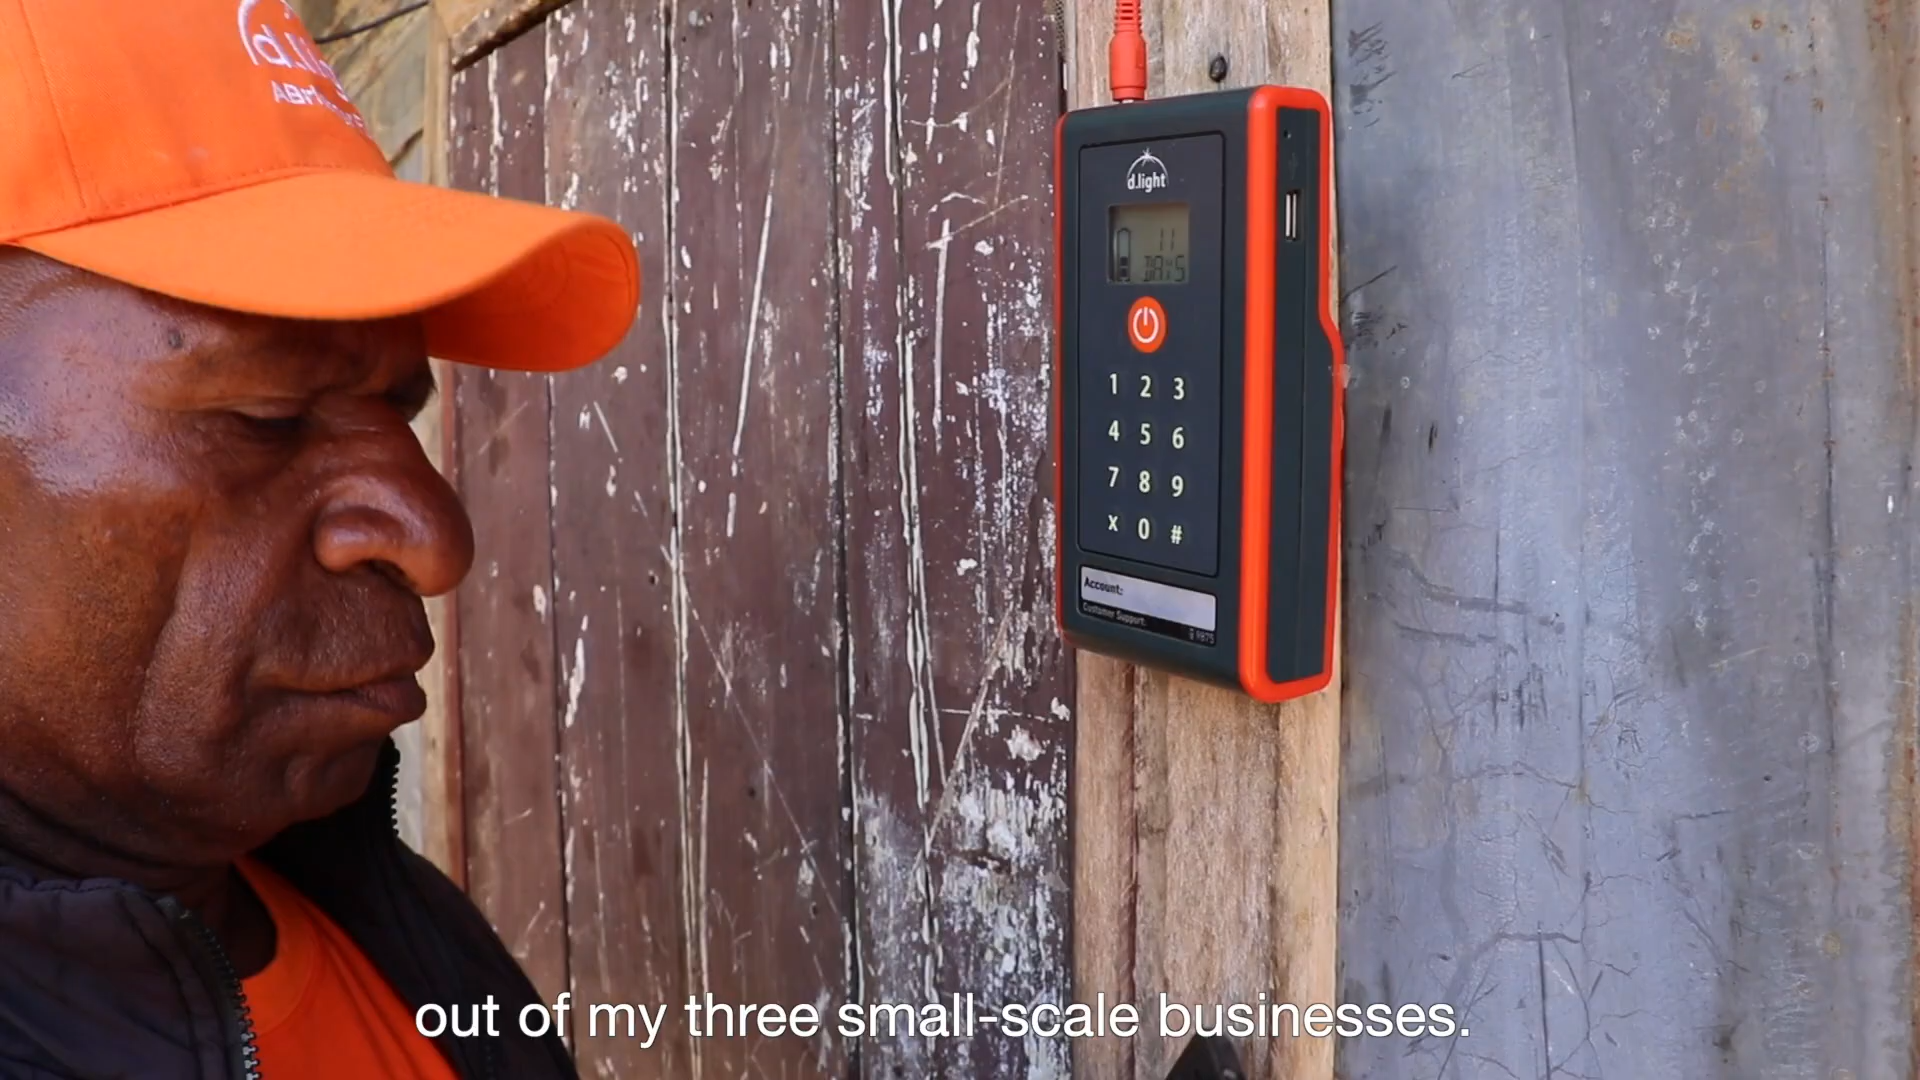 d.light
11
DAYS
1 2 3
4 5 6
7 8 9
x 0 #
Account:
Customer Support:
out of my three small-scale businesses.